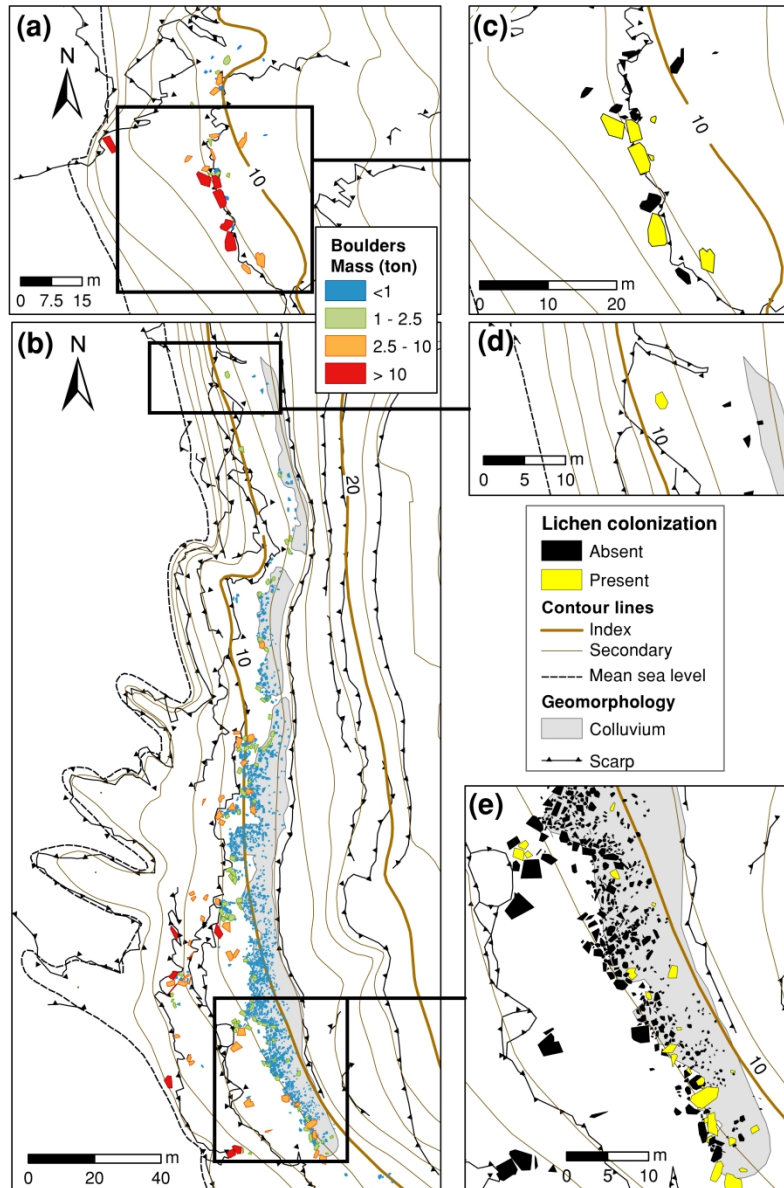 (a)
N
10
0 7.5 15 m
Boulders
Mass (ton)
<1
1 - 2.5
2.5 - 10
> 10
(c)
10
0 10 20 m
(b)
N
10
20
0 20 40 m
(d)
10
0 5 10 m
Lichen colonization
Absent
Present
Contour lines
Index
Secondary
Mean sea level
Geomorphology
Colluvium
Scarp
(e)
10
0 5 10 m